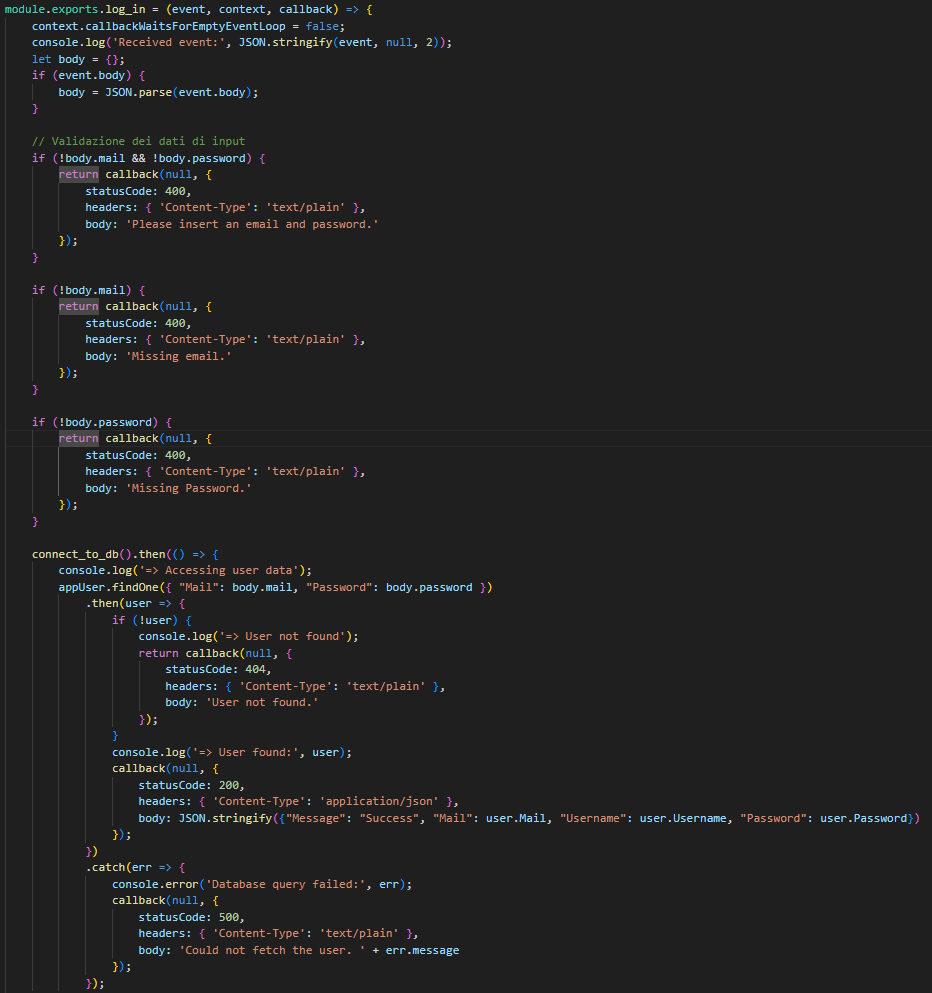 module.exports.log_in = (event, context, callback) => {
    context.callbackWaitsForEmptyEventLoop = false;
    console.log('Received event:', JSON.stringify(event, null, 2));
    let body = {};
    if (event.body) {
        body = JSON.parse(event.body);
    }

    // Validazione dei dati di input
    if (!body.mail && !body.password) {
        return callback(null, {
            statusCode: 400,
            headers: { 'Content-Type': 'text/plain' },
            body: 'Please insert an email and password.'
        });
    }

    if (!body.mail) {
        return callback(null, {
            statusCode: 400,
            headers: { 'Content-Type': 'text/plain' },
            body: 'Missing email.'
        });
    }

    if (!body.password) {
        return callback(null, {
            statusCode: 400,
            headers: { 'Content-Type': 'text/plain' },
            body: 'Missing Password.'
        });
    }

    connect_to_db().then(() => {
        console.log('=> Accessing user data');
        appUser.findOne({ "Mail": body.mail, "Password": body.password })
            .then(user => {
                if (!user) {
                    console.log('=> User not found');
                    return callback(null, {
                        statusCode: 404,
                        headers: { 'Content-Type': 'text/plain' },
                        body: 'User not found.'
                    });
                }
                console.log('=> User found:', user);
                callback(null, {
                    statusCode: 200,
                    headers: { 'Content-Type': 'application/json' },
                    body: JSON.stringify({"Message": "Success", "Mail": user.Mail, "Username": user.Username, "Password": user.Password})
                });
            })
            .catch(err => {
                console.error('Database query failed:', err);
                callback(null, {
                    statusCode: 500,
                    headers: { 'Content-Type': 'text/plain' },
                    body: 'Could not fetch the user. ' + err.message
                });
            });